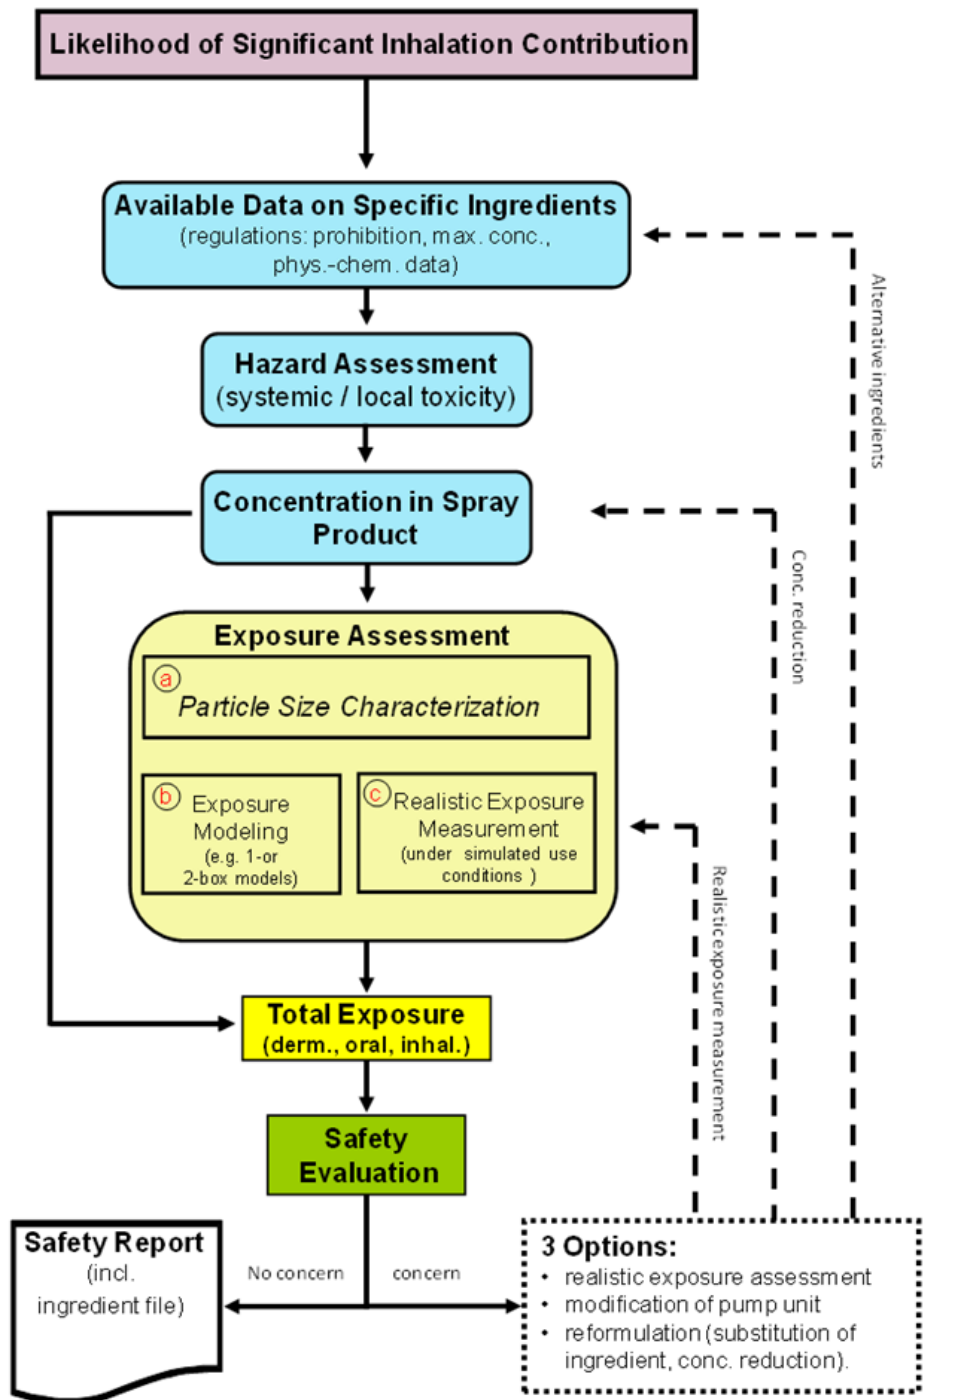 Likelihood of Significant Inhalation Contribution
Available Data on Specific Ingredients
(regulations: prohibition, max. conc.,
phys.-chem. data)
Hazard Assessment
(systemic / local toxicity)
Concentration in Spray
Product
Exposure Assessment
a
Particle Size Characterization
b
Exposure
Modeling
(e.g. 1-or
2-box models)
c
Realistic Exposure
Measurement
(under simulated use
conditions )
Total Exposure
(derm., oral, inhal.)
Safety
Evaluation
No concern
concern
Safety Report
(incl.
ingredient file)
3 Options:
• realistic exposure assessment
• modification of pump unit
• reformulation (substitution of
ingredient, conc. reduction).
Realistic exposure measurement
Conc. reduction
Alternative ingredients